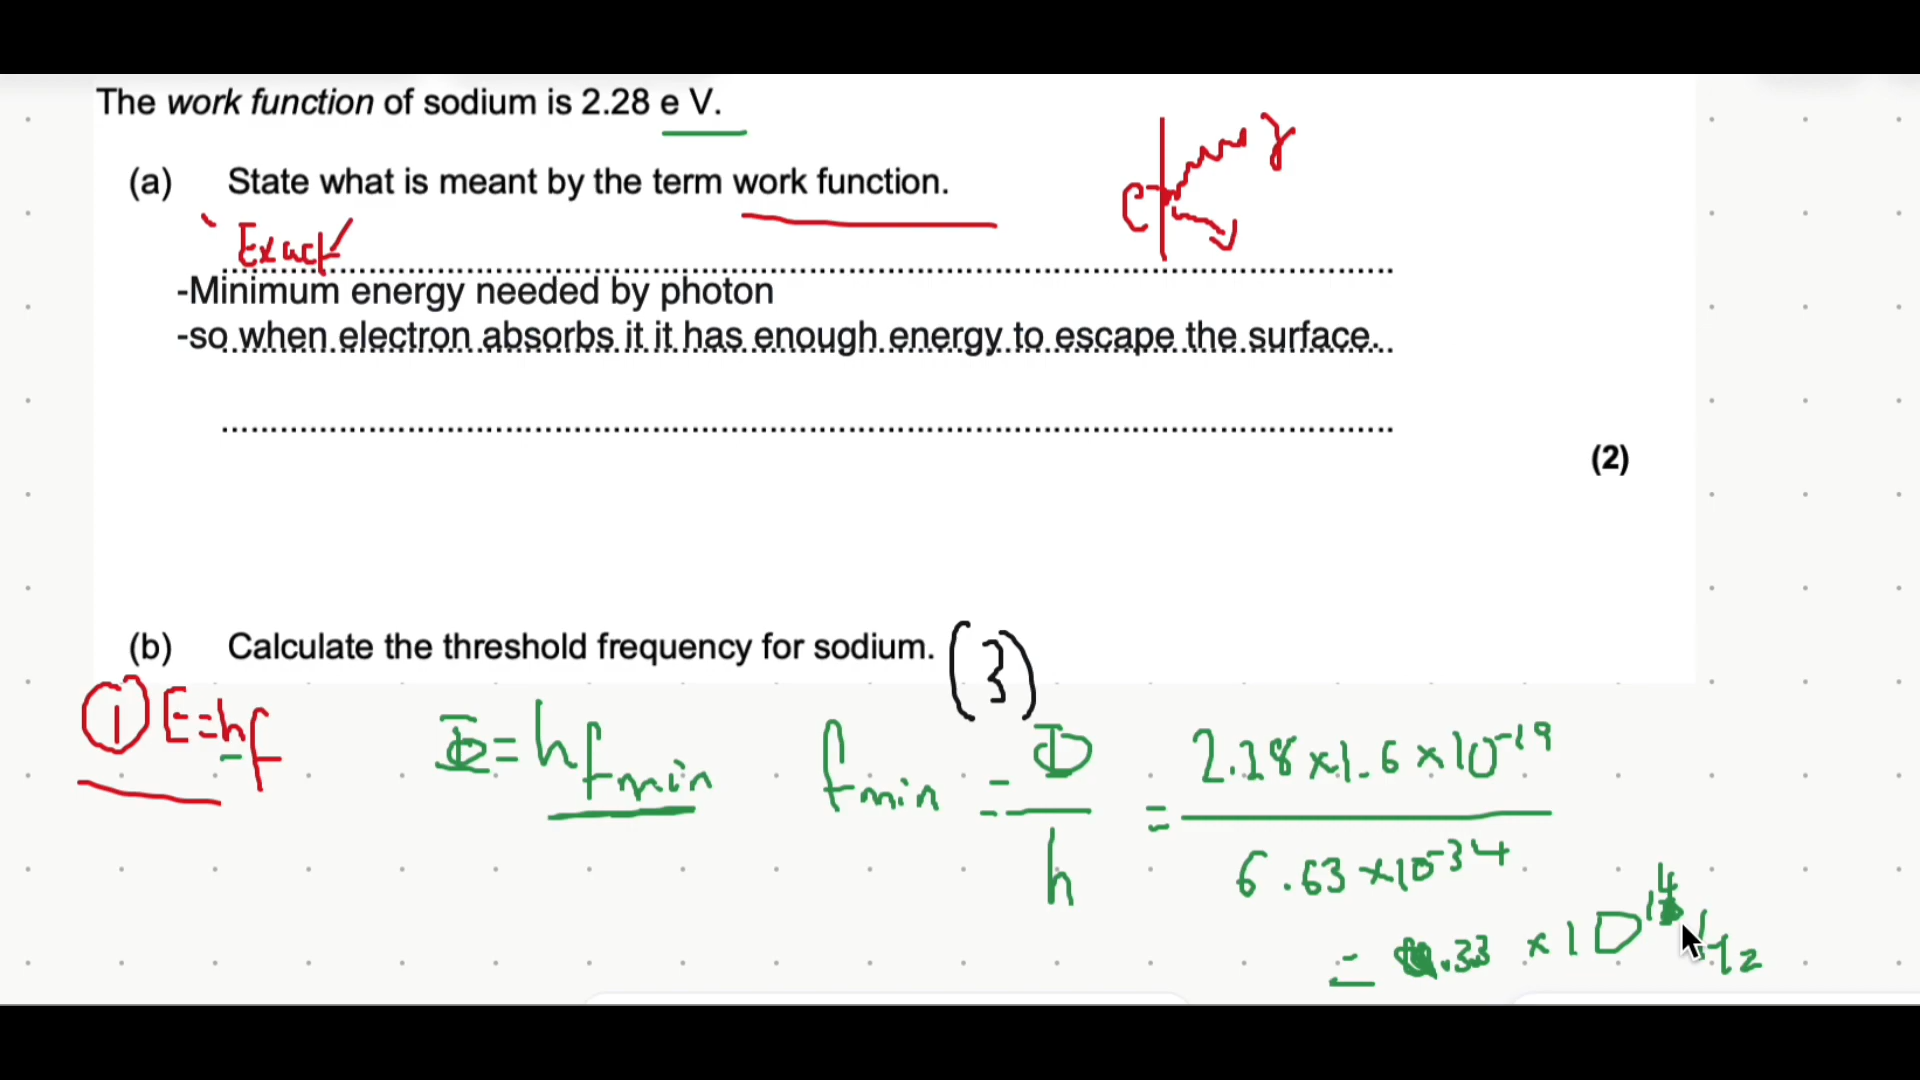 The work function of sodium is 2.28 e V.
(a) State what is meant by the term work function.
Exact
-Minimum energy needed by photon
-so when electron absorbs it it has enough energy to escape the surface.
(2)
(b) Calculate the threshold frequency for sodium. (3)
① E=hf
Φ = hfmin
fmin = Φ/h = 2.28 x 1.6 x 10^-19 / 6.63 x 10^-34
= .33 x 10